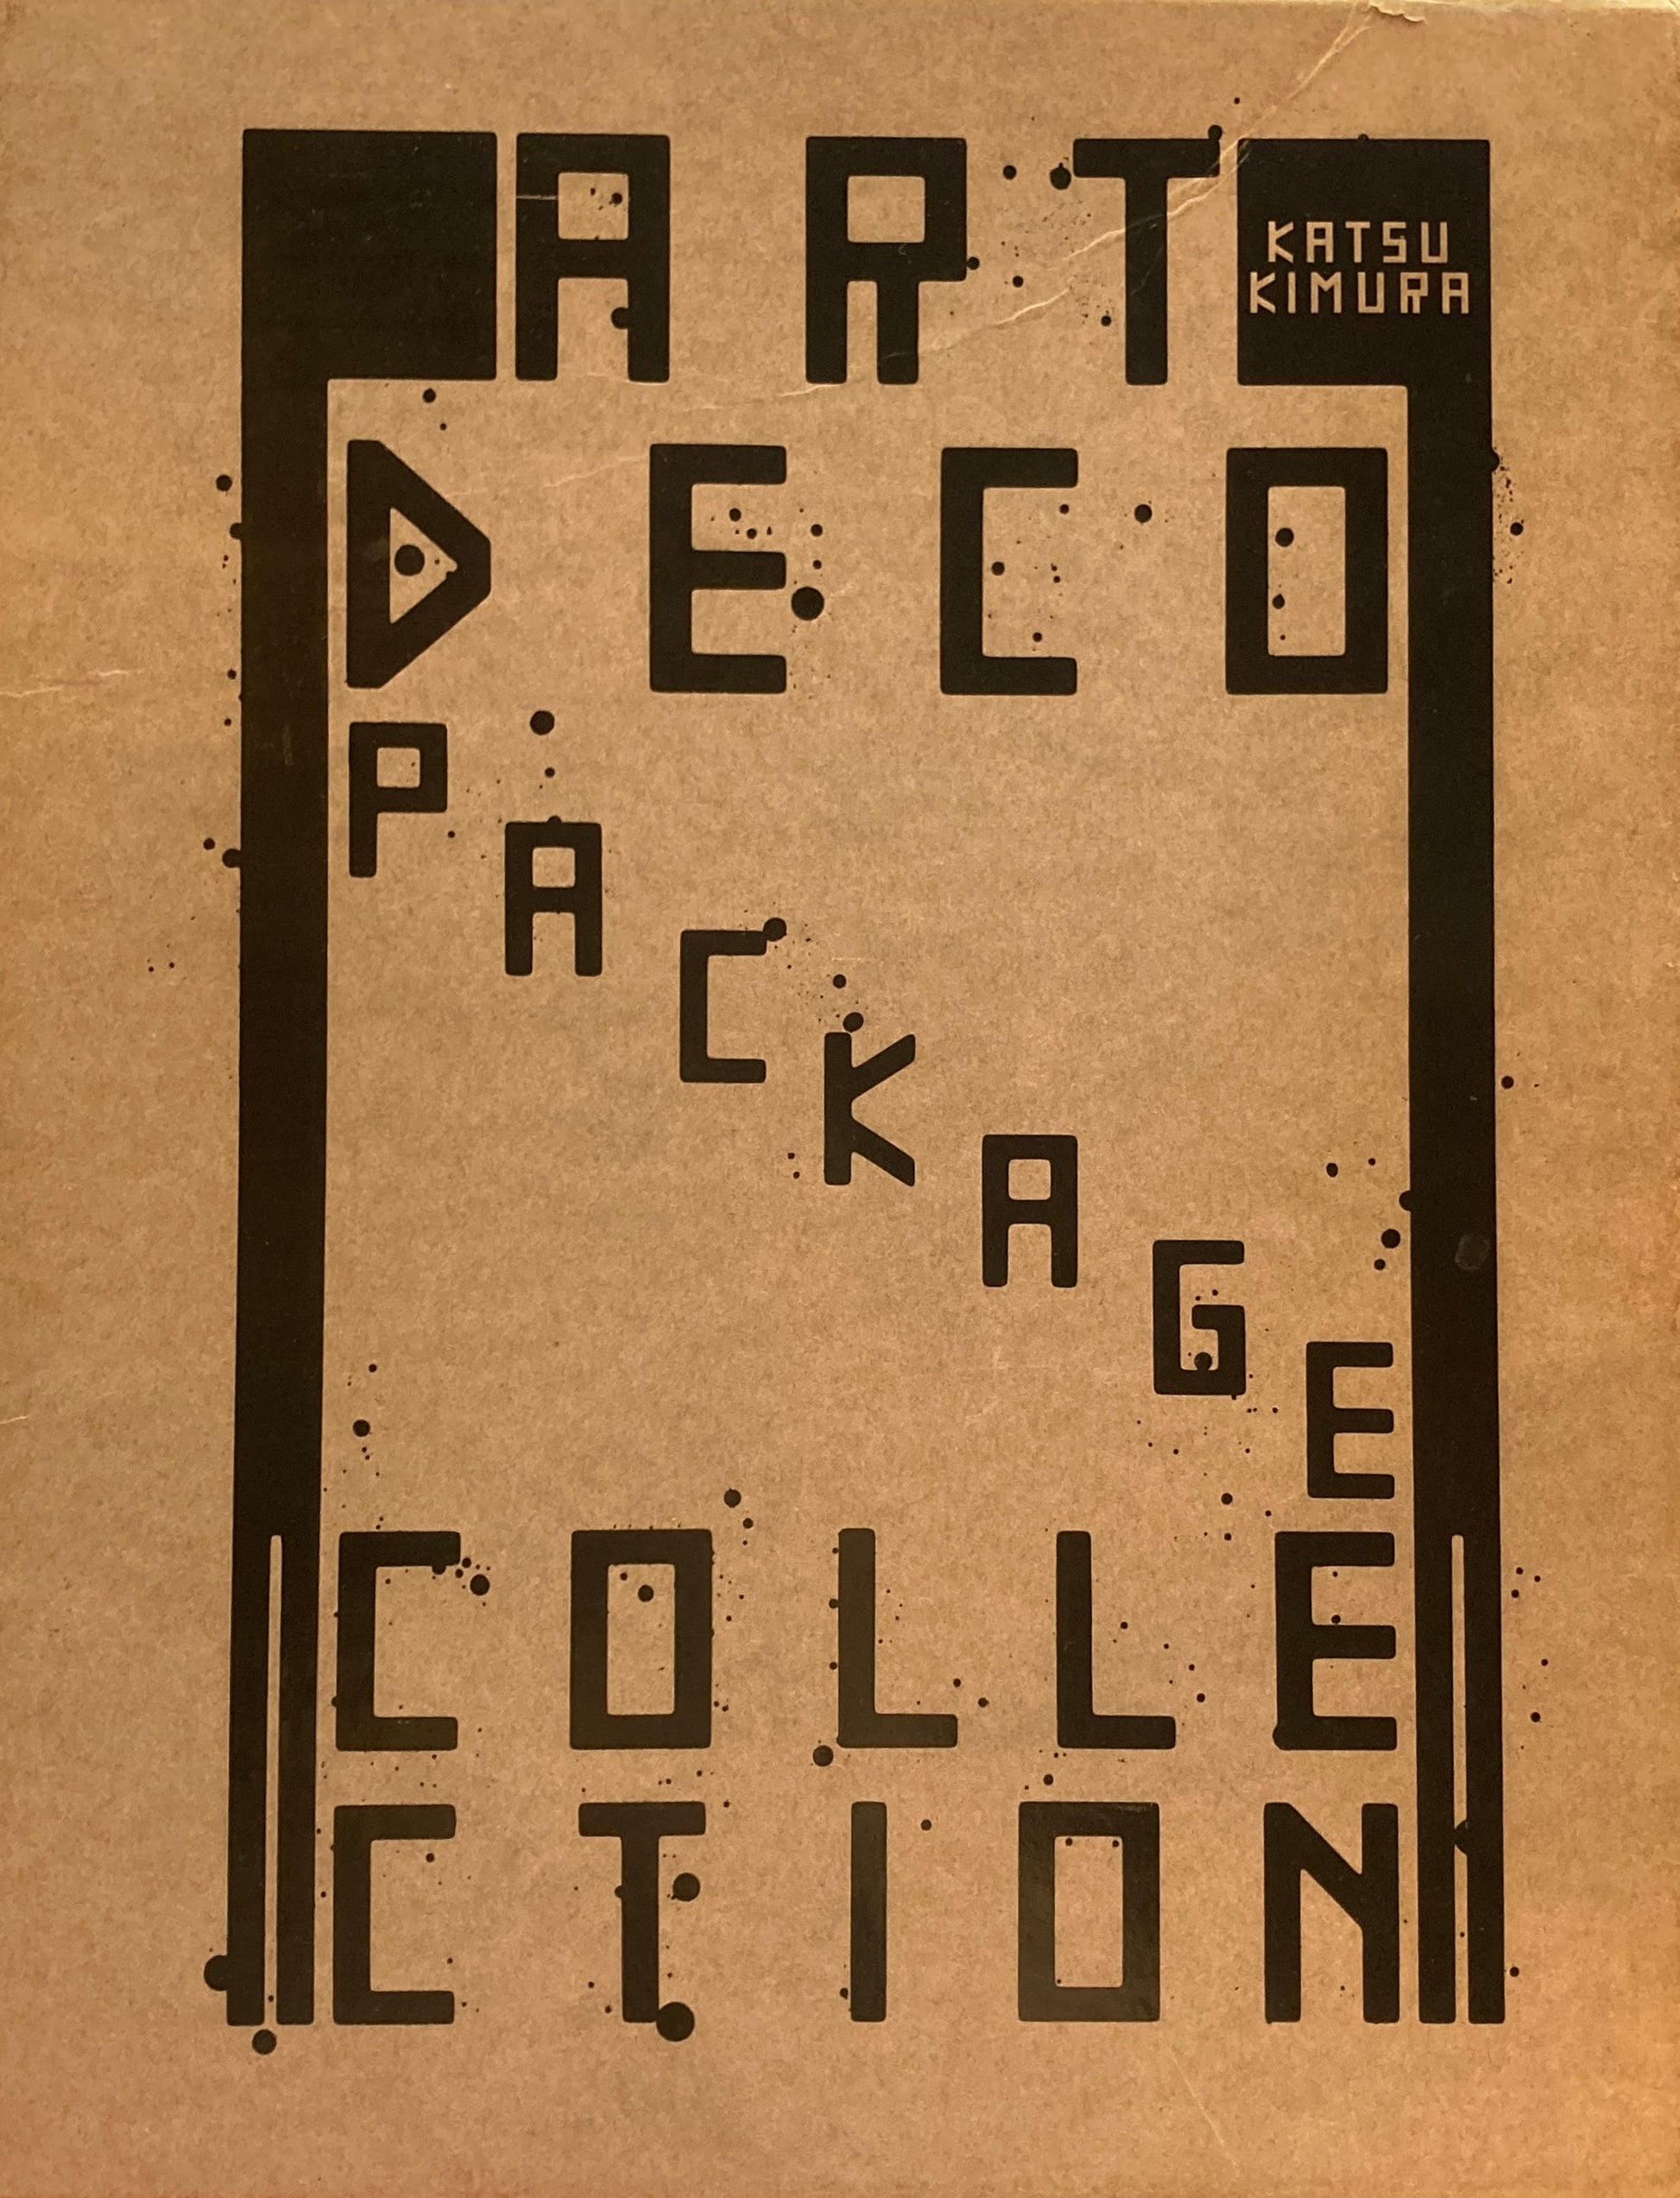 ART
KATSU
KIMURA
DECO
PACKAGE
COLLE
CTION